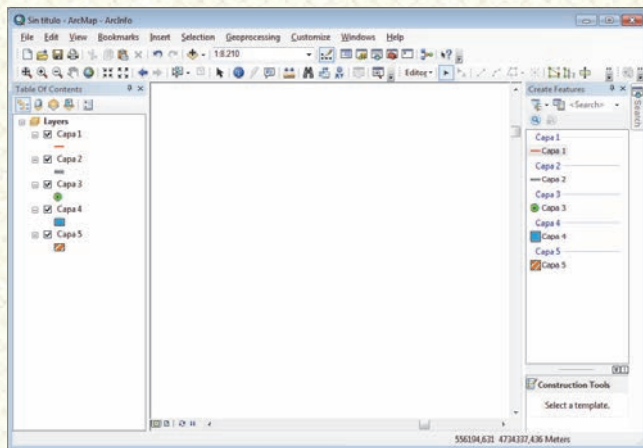 Sin título - ArcMap - ArcInfo
File Edit View Bookmarks Insert Selection Geoprocessing Customize Windows Help
1:8.210
Editor
Table Of Contents
Layers
Capa 1
Capa 2
Capa 3
Capa 4
Capa 5
Create Features
<Search>
Search
Capa 1
Capa 1
Capa 2
Capa 2
Capa 3
Capa 3
Capa 4
Capa 4
Capa 5
Capa 5
Construction Tools
Select a template.
556194,631 4734337,436 Meters